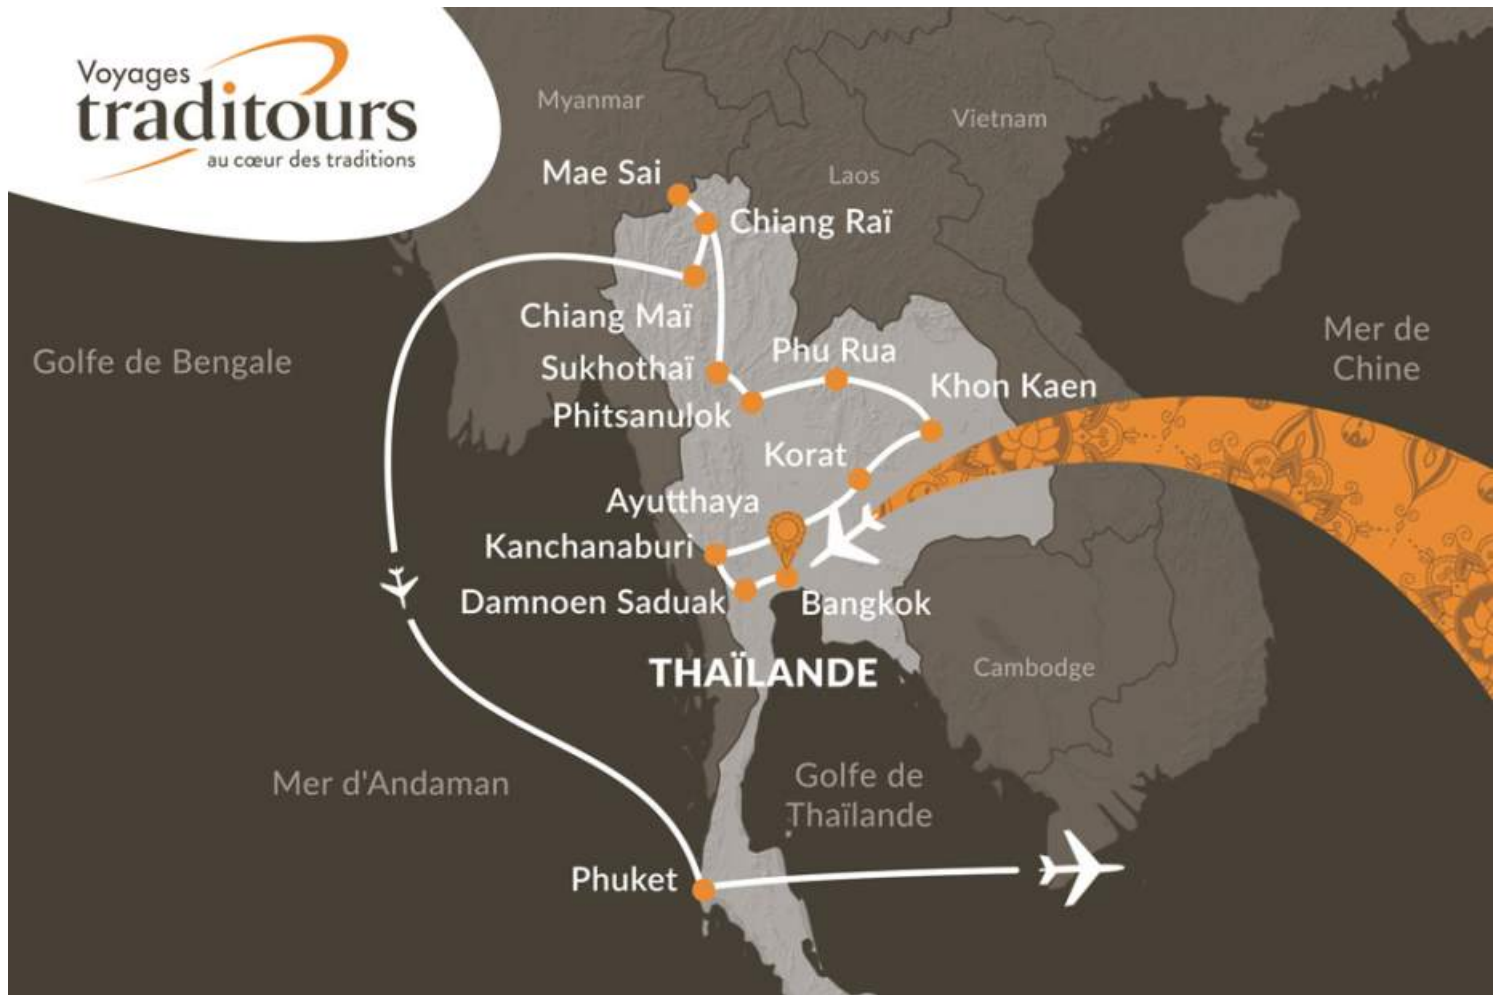 Voyages
traditours
au cœur des traditions
Myanmar
Vietnam
Mae Sai
Laos
Chiang Raï
Chiang Maï
Golfe de Bengale
Mer de
Chine
Phu Rua
Sukhothaï
Khon Kaen
Phitsanulok
Korat
Ayutthaya
Kanchanaburi
Damnoen Saduak
Bangkok
THAÏLANDE
Cambodge
Mer d'Andaman
Golfe de
Thaïlande
Phuket